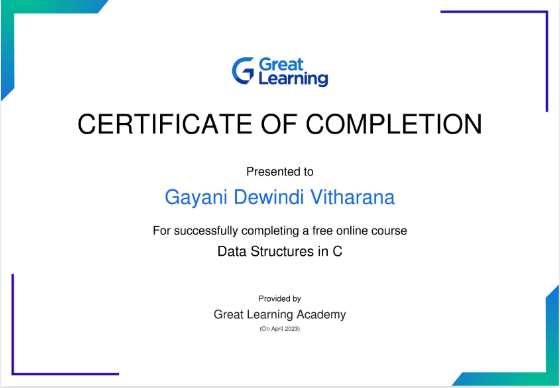 Great
Learning
CERTIFICATE OF COMPLETION
Presented to
Gayani Dewindi Vitharana
For successfully completing a free online course
Data Structures in C
Provided by
Great Learning Academy
(On April 2023)